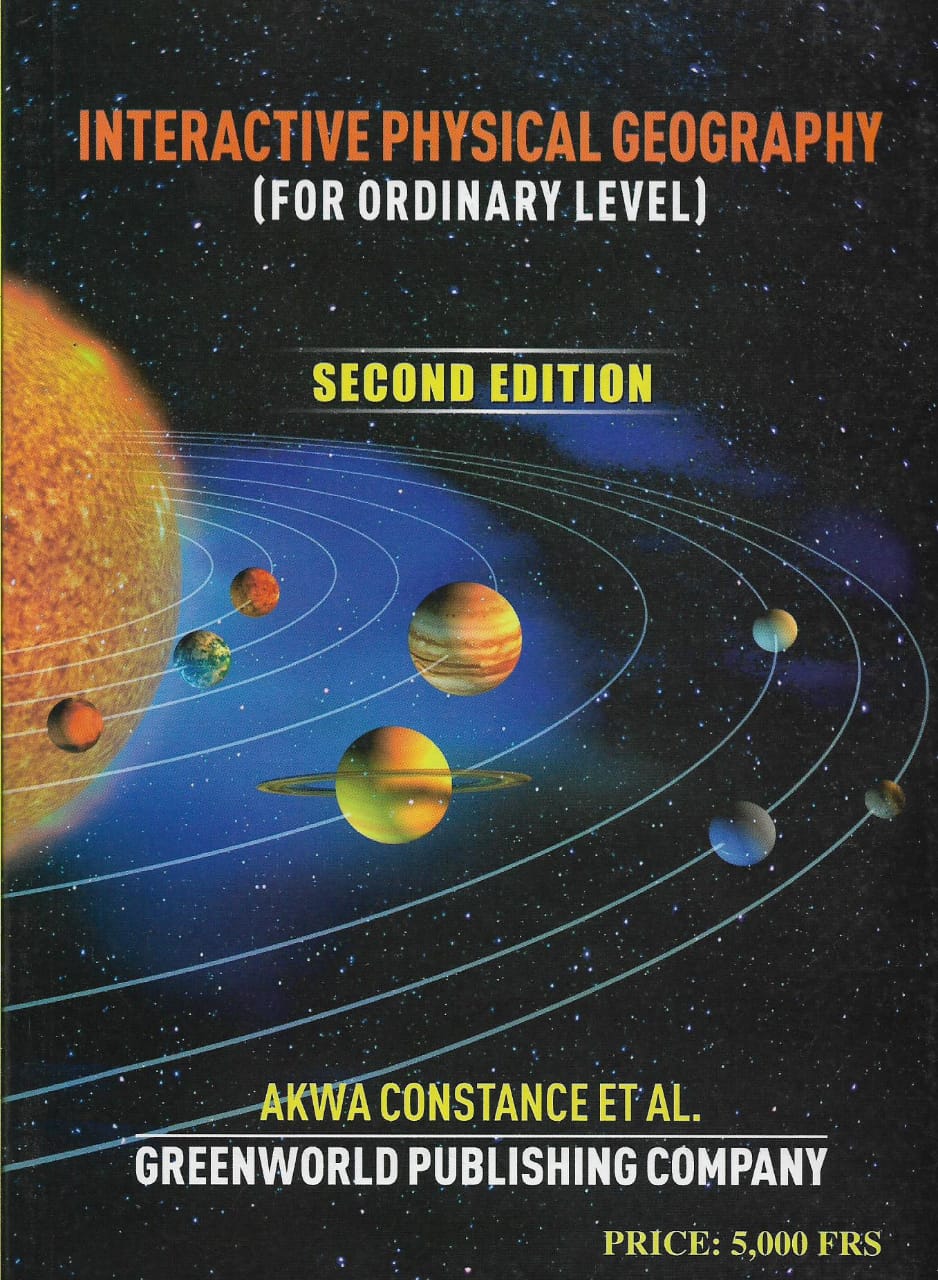 INTERACTIVE PHYSICAL GEOGRAPHY
(FOR ORDINARY LEVEL)
SECOND EDITION
AKWA CONSTANCE ET AL.
GREENWORLD PUBLISHING COMPANY
PRICE: 5,000 FRS